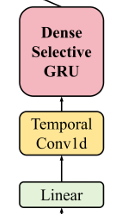 Dense
Selective
GRU
Temporal
Conv1d
Linear